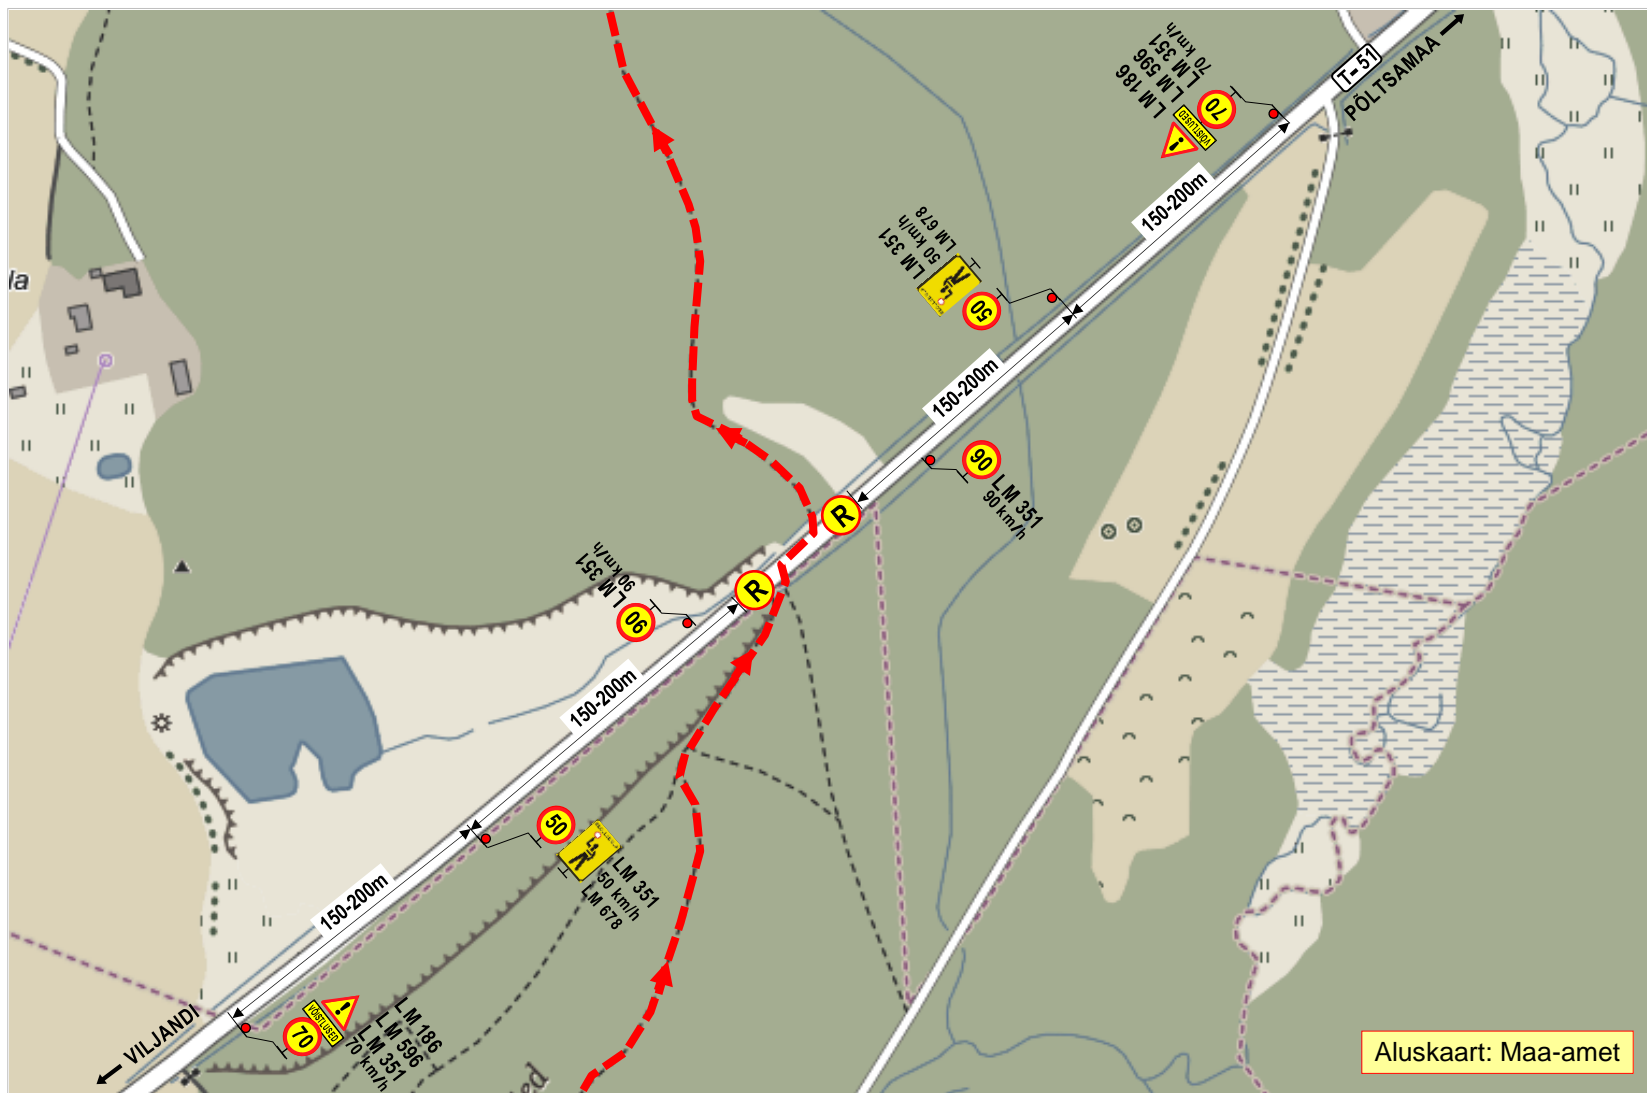 T-51
PÕLTSAMAA
LM 186
LM 596
LM 351
70 km/h
VÕISTLUSED
70
150-200m
LM 351
50 km/h
LM 678
50
150-200m
90
LM 351
90 km/h
R
R
LM 351
90 km/h
90
150-200m
50
LM 351
50 km/h
LM 678
150-200m
VILJANDI
70
VÕISTLUSED
LM 186
LM 596
LM 351
70 km/h
la
ed
Aluskaart: Maa-amet